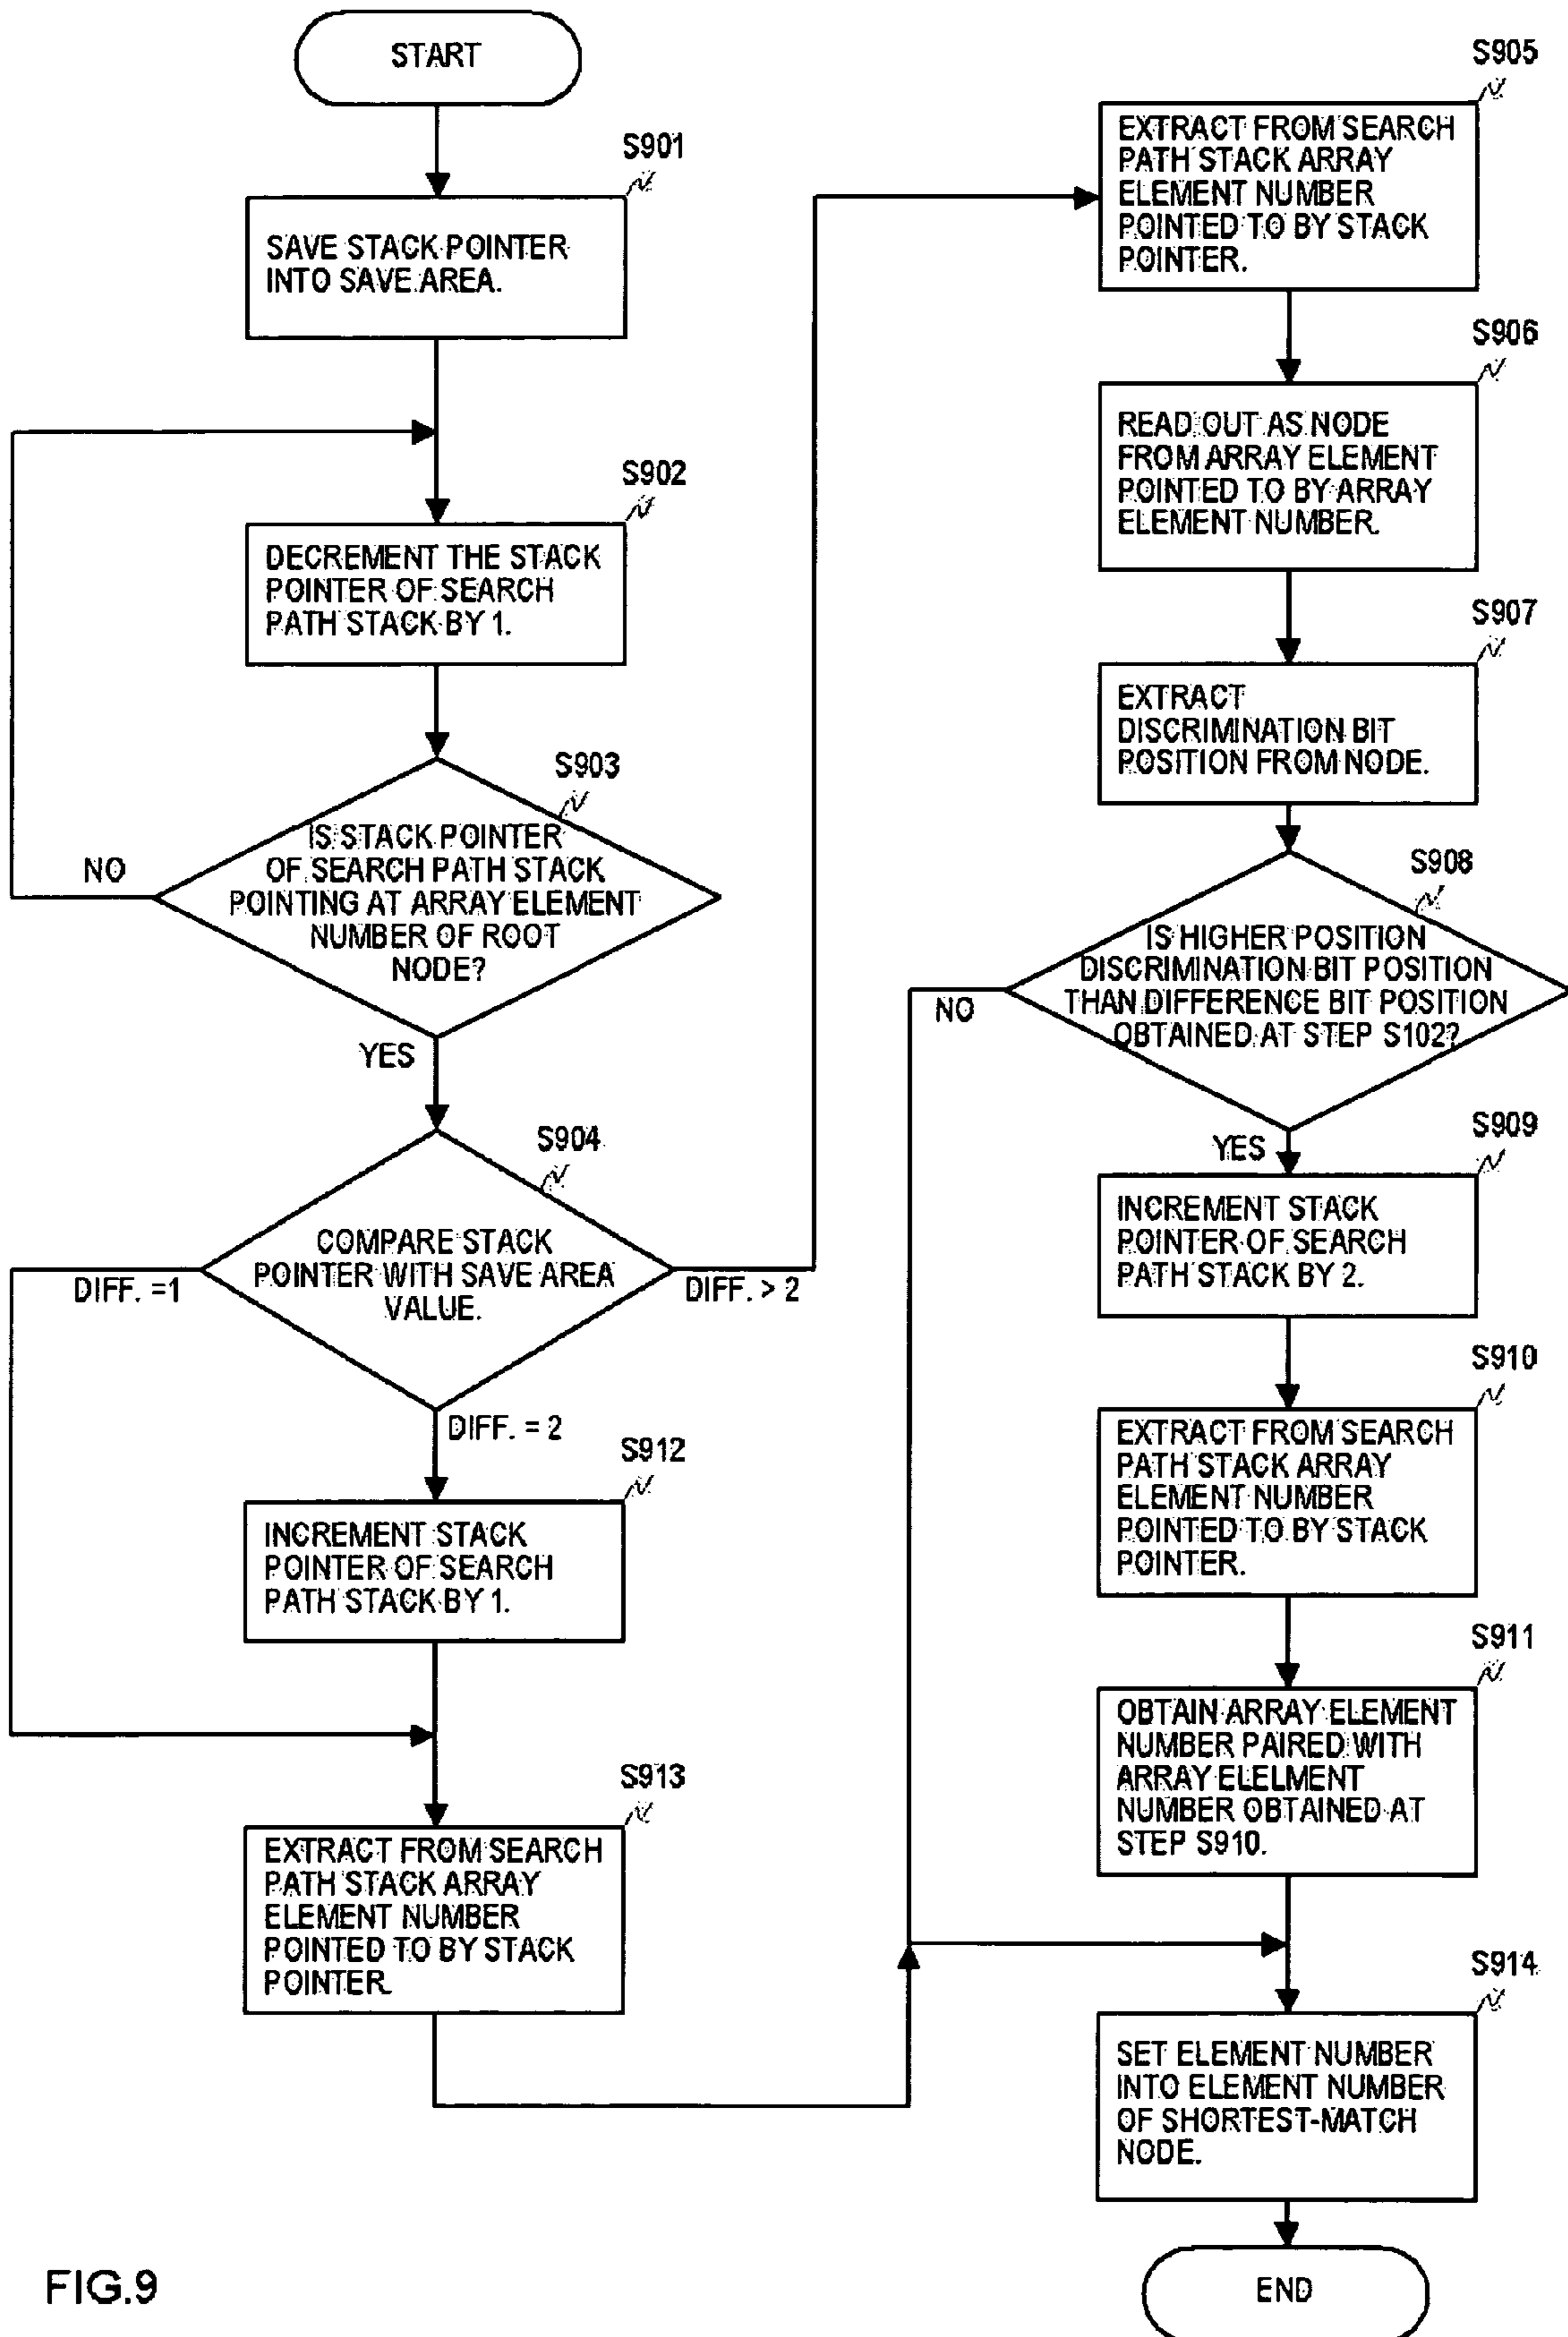 START
S901
SAVE STACK POINTER
INTO SAVE AREA.
S902
DECREMENT THE STACK
POINTER OF SEARCH
PATH STACK BY 1.
S903
IS STACK POINTER
OF SEARCH PATH STACK
POINTING AT ARRAY ELEMENT
NUMBER OF ROOT
NODE?
NO
YES
S904
COMPARE STACK
POINTER WITH SAVE AREA
VALUE.
DIFF. =1
DIFF. > 2
DIFF. = 2
S912
INCREMENT STACK
POINTER OF SEARCH
PATH STACK BY 1.
S913
EXTRACT FROM SEARCH
PATH STACK ARRAY
ELEMENT NUMBER
POINTED TO BY STACK
POINTER.
S905
EXTRACT FROM SEARCH
PATH STACK ARRAY
ELEMENT NUMBER
POINTED TO BY STACK
POINTER.
S906
READ OUT AS NODE
FROM ARRAY ELEMENT
POINTED TO BY ARRAY
ELEMENT NUMBER.
S907
EXTRACT
DISCRIMINATION BIT
POSITION FROM NODE.
S908
IS HIGHER POSITION
DISCRIMINATION BIT POSITION
THAN DIFFERENCE BIT POSITION
OBTAINED AT STEP S102?
NO
YES
S909
INCREMENT STACK
POINTER OF SEARCH
PATH STACK BY 2.
S910
EXTRACT FROM SEARCH
PATH STACK ARRAY
ELEMENT NUMBER
POINTED TO BY STACK
POINTER.
S911
OBTAIN ARRAY ELEMENT
NUMBER PAIRED WITH
ARRAY ELELMENT
NUMBER OBTAINED AT
STEP S910.
S914
SET ELEMENT NUMBER
INTO ELEMENT NUMBER
OF SHORTEST-MATCH
NODE.
END
FIG.9